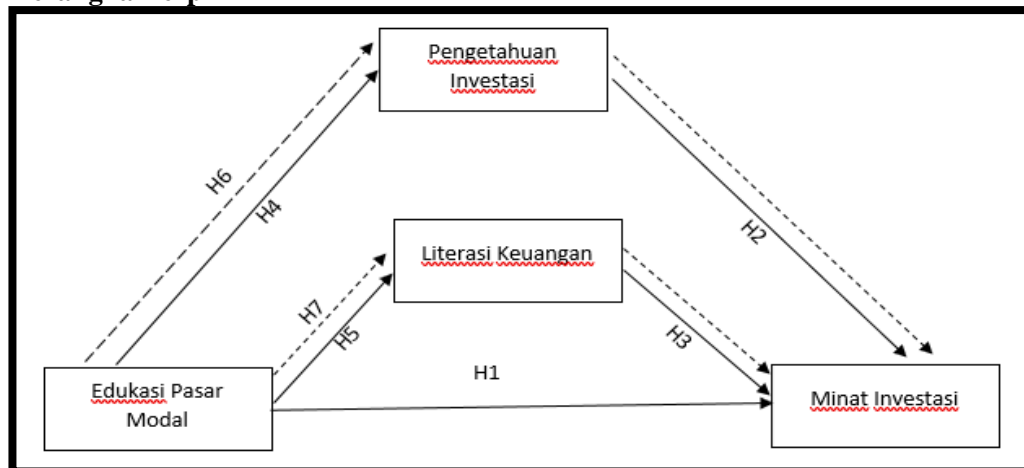 Pengetahuan
Investasi
H6
H4
H2
Literasi Keuangan
H7
H5
H3
H1
Edukasi Pasar
Modal
Minat Investasi